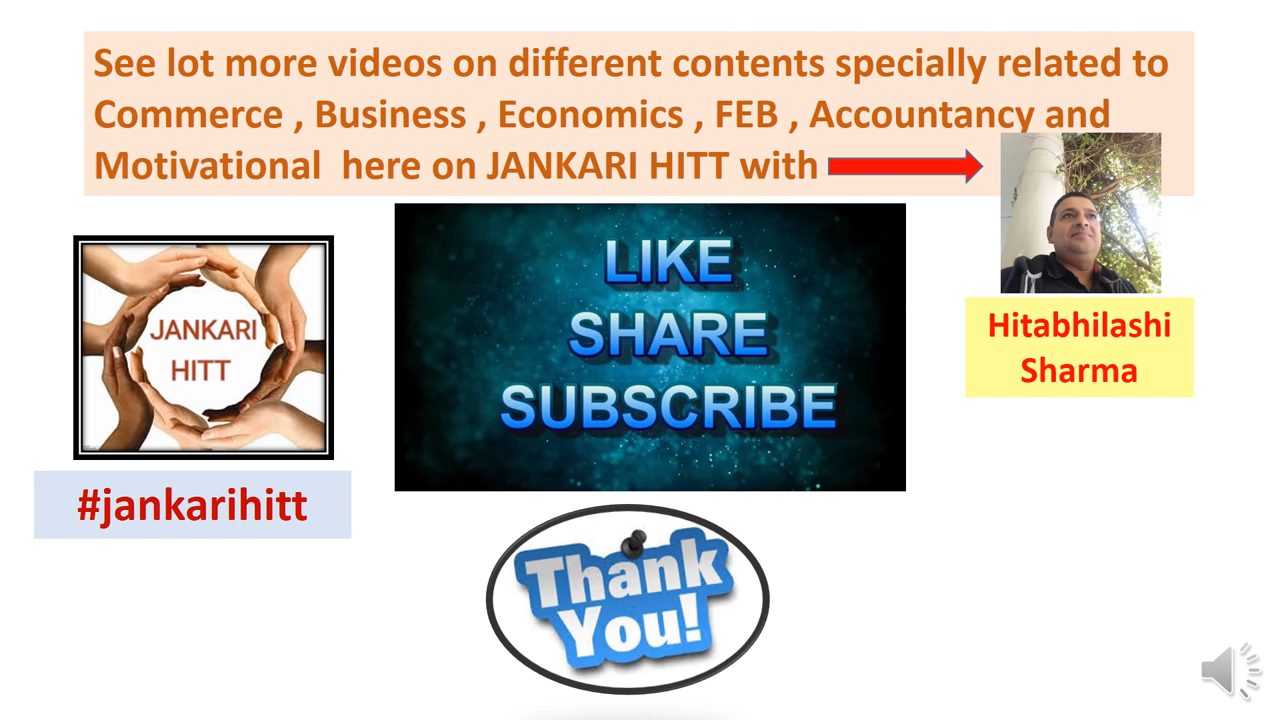 See lot more videos on different contents specially related to
Commerce , Business , Economics , FEB , Accountancy and
Motivational here on JANKARI HITT with
JANKARI
HITT
#jankarihitt
LIKE
SHARE
SUBSCRIBE
Hitabhilashi
Sharma
Thank
You!